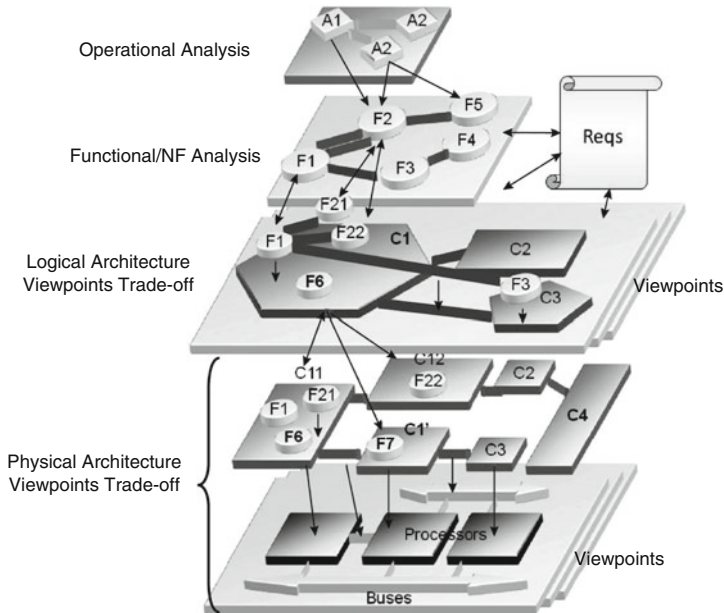 A1
A2
Operational Analysis
A2
F5
F2
F4
Reqs
Functional/NF Analysis
F1
F3
F21
F1
F22
C1
C2
Logical Architecture
Viewpoints Trade-off
F6
F3
C3
Viewpoints
C11
C12
F21
F22
C2
F1
C4
F6
F7
C1'
C3
Physical Architecture
Viewpoints Trade-off
Processors
Viewpoints
Buses